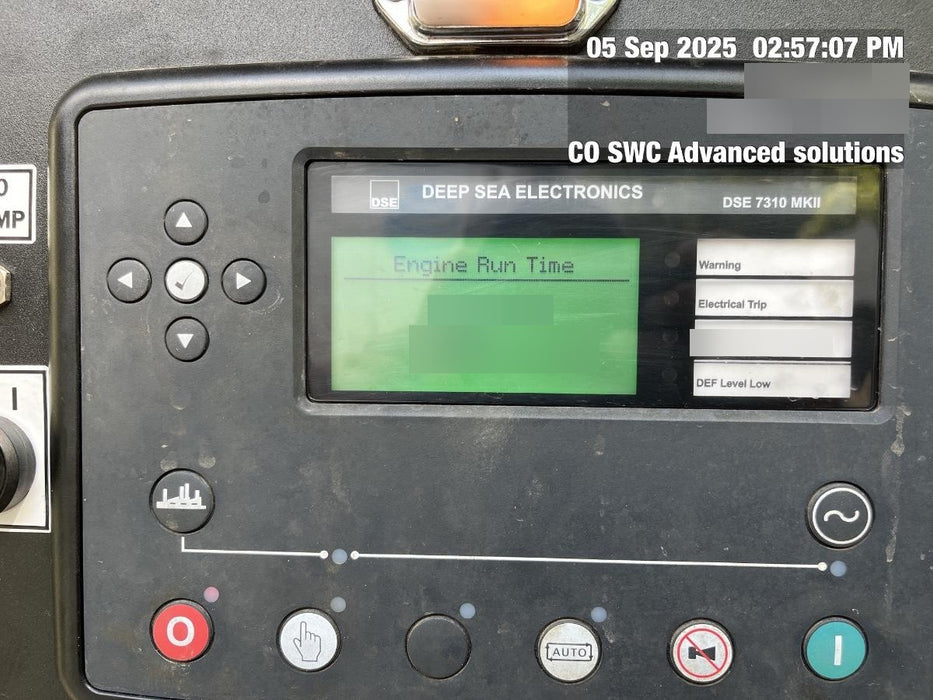 05 Sep 2025 02:57:07 PM
CO SWC Advanced solutions
DSE
DEEP SEA ELECTRONICS
DSE 7310 MKII
Engine Run Time
Warning
Electrical Trip
DEF Level Low
MP
I
O
AUTO
I